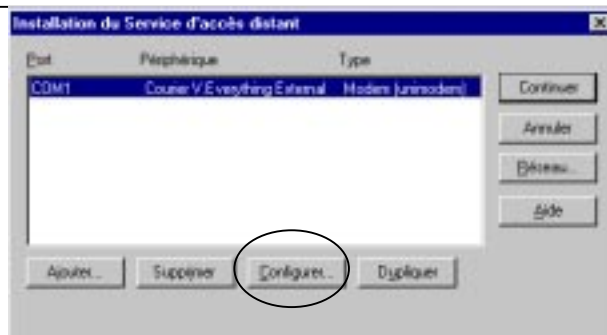 Installation du Service d'accès distant
Port Périphérique Type
COM1 Courier V.Everything External Modem (unimodem)
Continuer
Annuler
Réseau...
Aide
Ajouter... Supprimer Configurer... Dupliquer